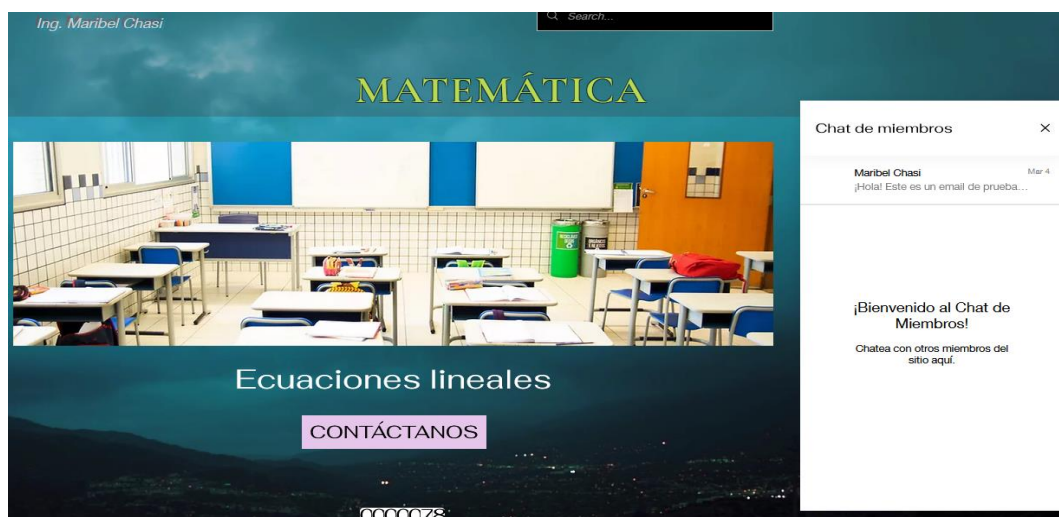 Ing. Maribel Chasi
Search...
MATEMÁTICA
Ecuaciones lineales
CONTÁCTANOS
0000078
Chat de miembros
Maribel Chasi
Mar 4
¡Hola! Este es un email de prueba...
¡Bienvenido al Chat de
Miembros!
Chatea con otros miembros del
sitio aquí.